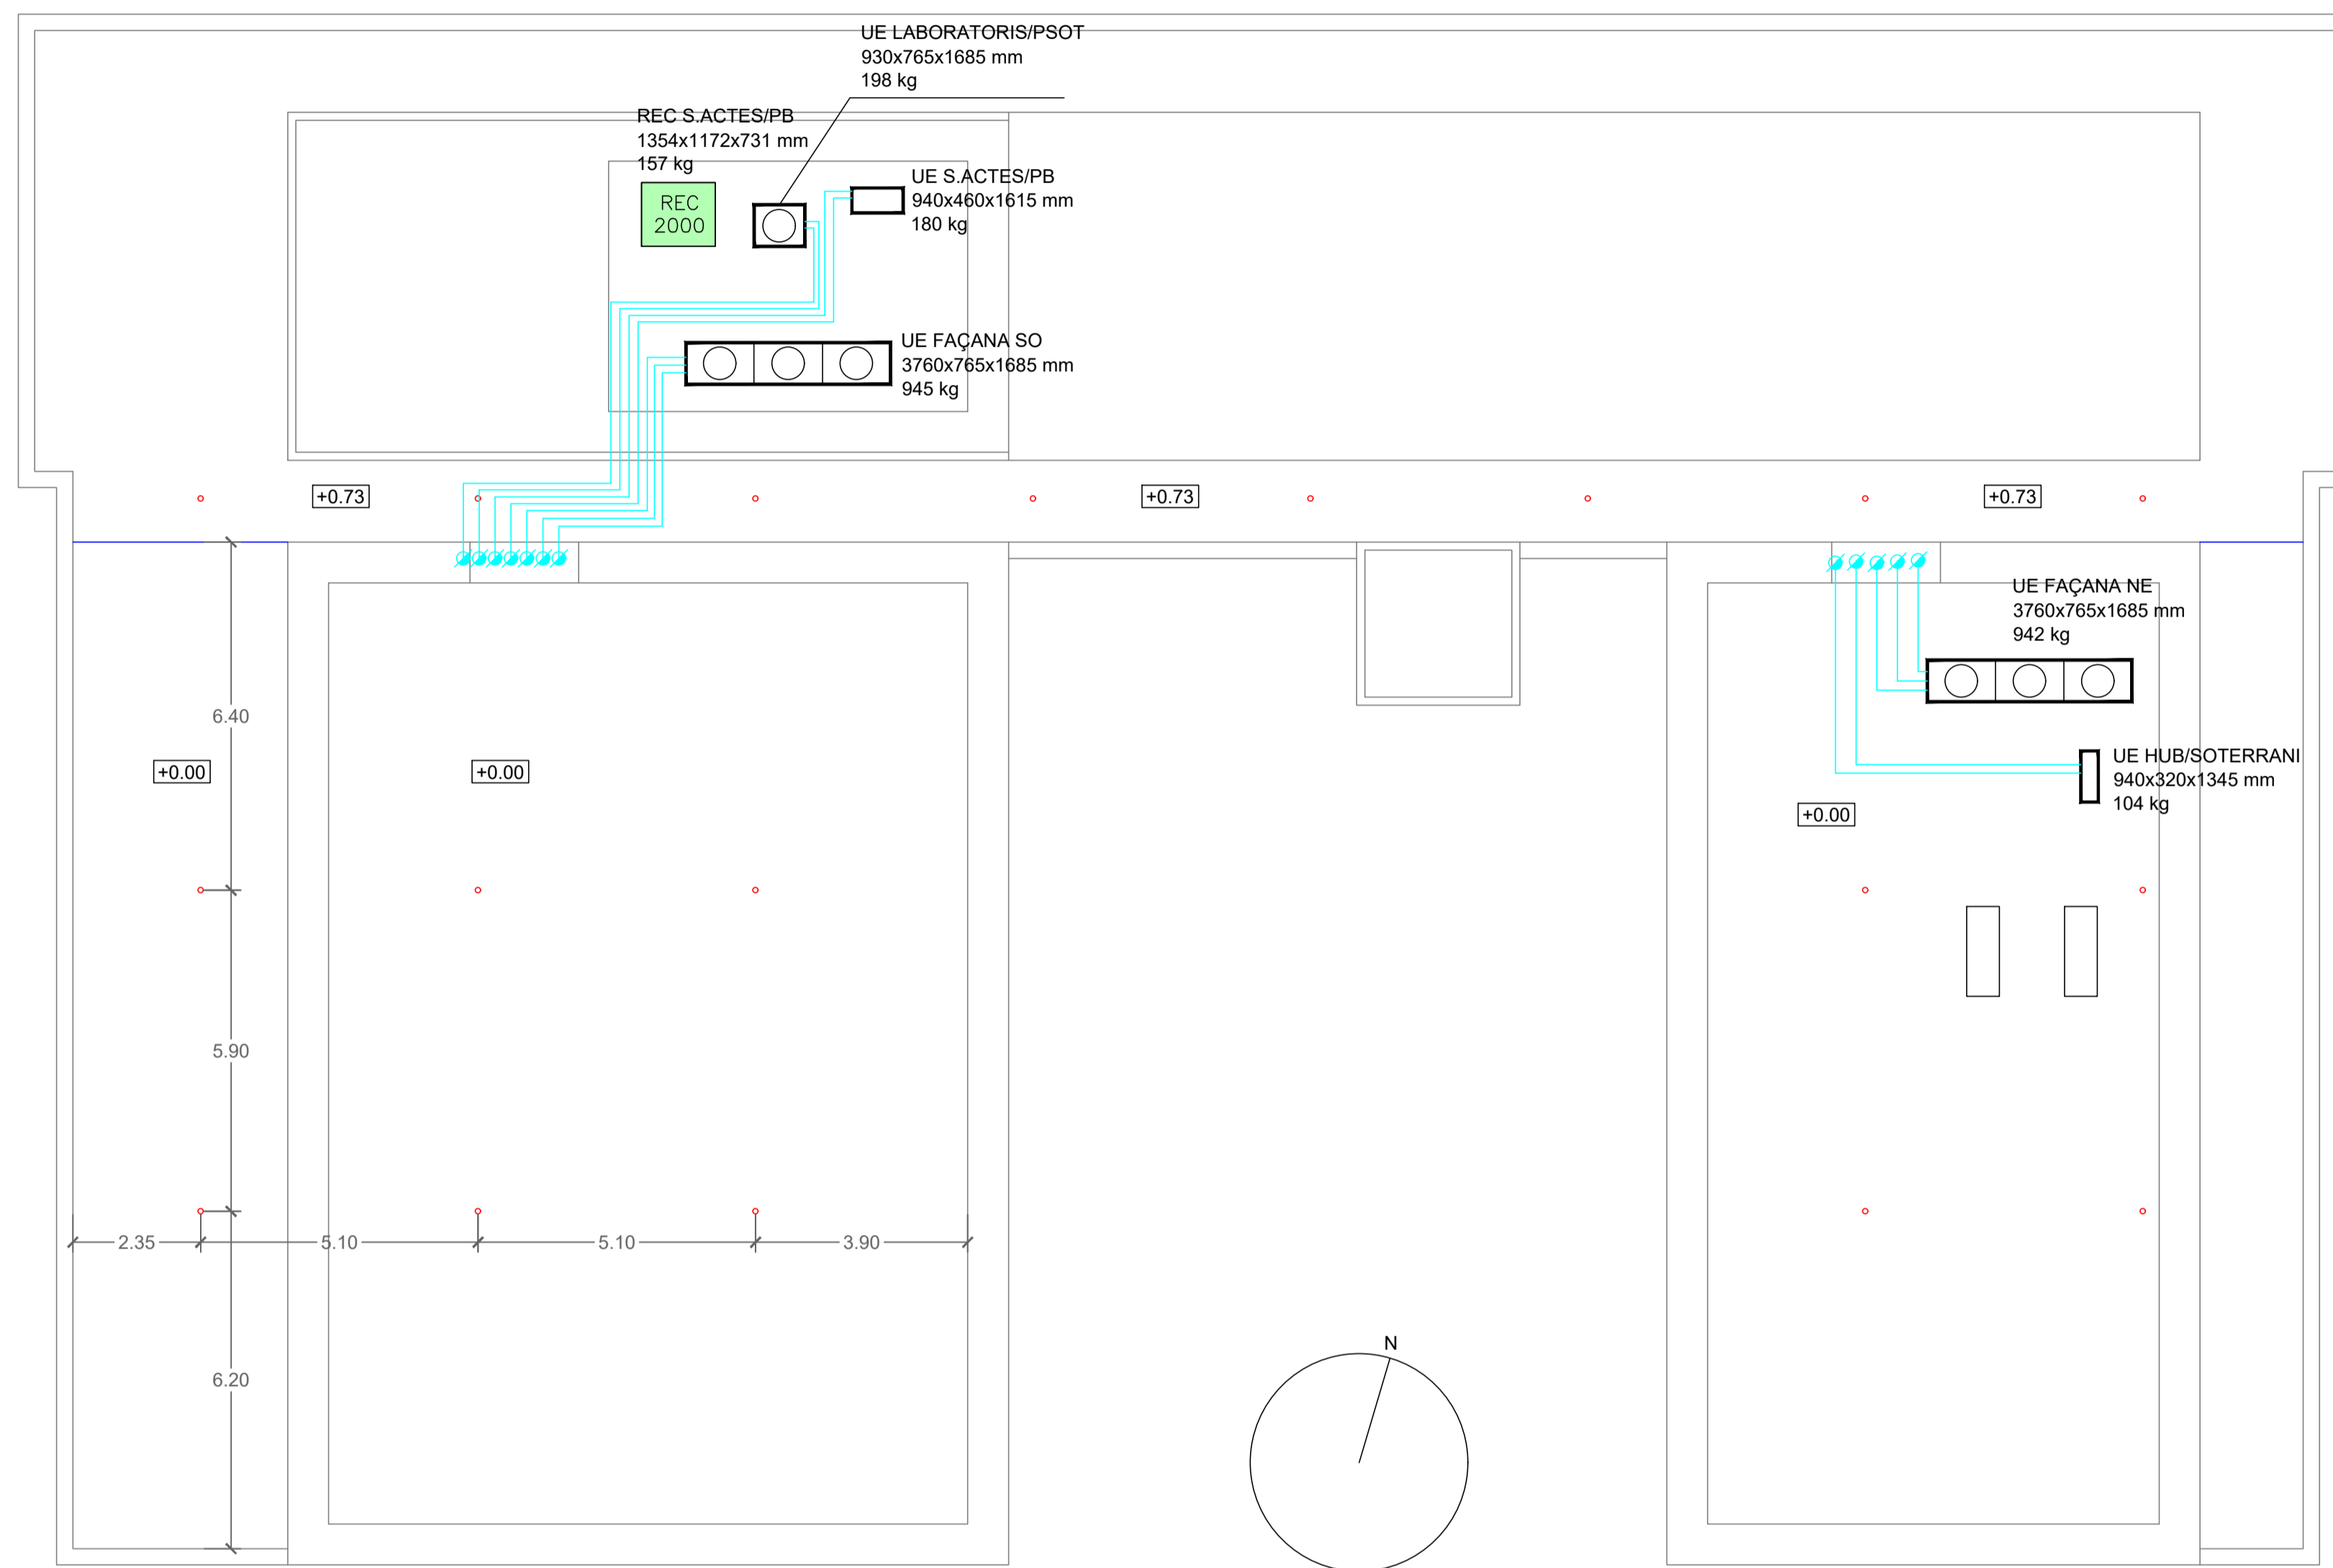 UE LABORATORIS/PSOT
930x765x1685 mm
198 kg
REC S.ACTES/PB
1354x1172x731 mm
157 kg
REC
2000
UE S.ACTES/PB
940x460x1615 mm
180 kg
UE FAÇANA SO
3760x765x1685 mm
945 kg
+0.73
+0.73
+0.73
UE FAÇANA NE
3760x765x1685 mm
942 kg
6.40
+0.00
+0.00
UE HUB/SOTERRANI
940x320x1345 mm
104 kg
+0.00
5.90
2.35
5.10
5.10
3.90
N
6.20